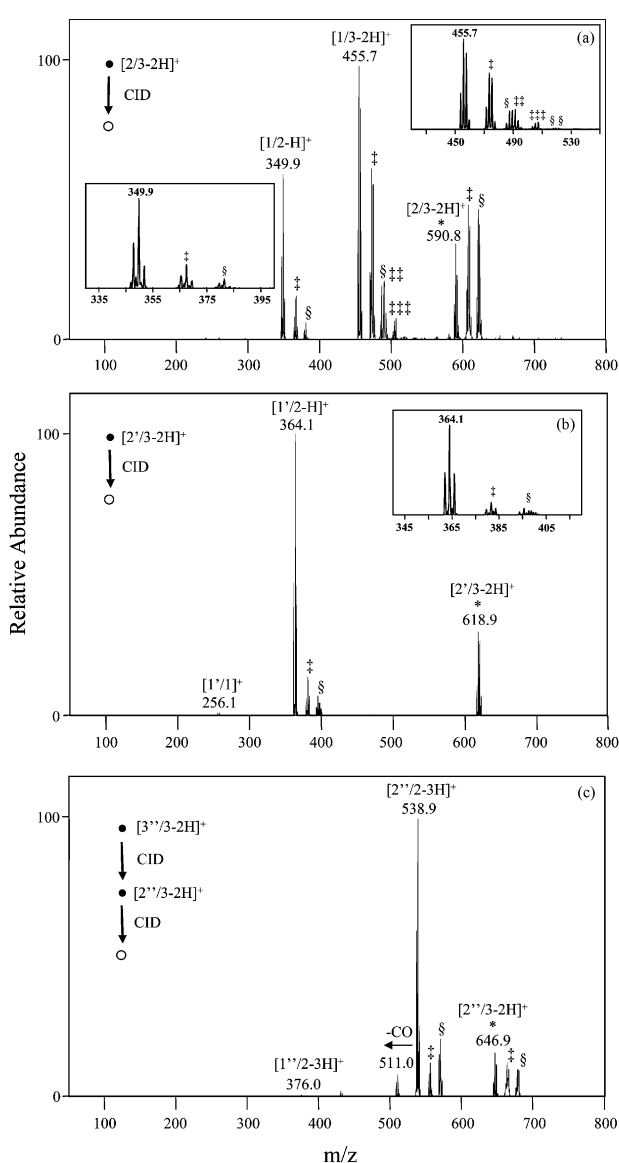 (a)
[2/3-2H]+
CID
[1/3-2H]+
455.7
[1/2-H]+
349.9
‡
§
‡
§ ‡‡
‡‡‡
[2/3-2H]+
*
590.8
‡
§
455.7
‡
§ ‡‡
‡‡‡
§ §
450 490 530
349.9
‡
§
335 355 375 395
100
0
100 200 300 400 500 600 700 800
(b)
[2'/3-2H]+
CID
[1'/2-H]+
364.1
‡
§
[1'/1]+
256.1
[2'/3-2H]+
*
618.9
364.1
‡
§
345 365 385 405
100
0
100 200 300 400 500 600 700 800
Relative Abundance
(c)
[3''/3-2H]+
CID
[2''/3-2H]+
CID
[2''/2-3H]+
538.9
-CO
511.0
‡
§
[1''/2-3H]+
376.0
[2''/3-2H]+
*
646.9
‡
§
100
0
100 200 300 400 500 600 700 800
m/z